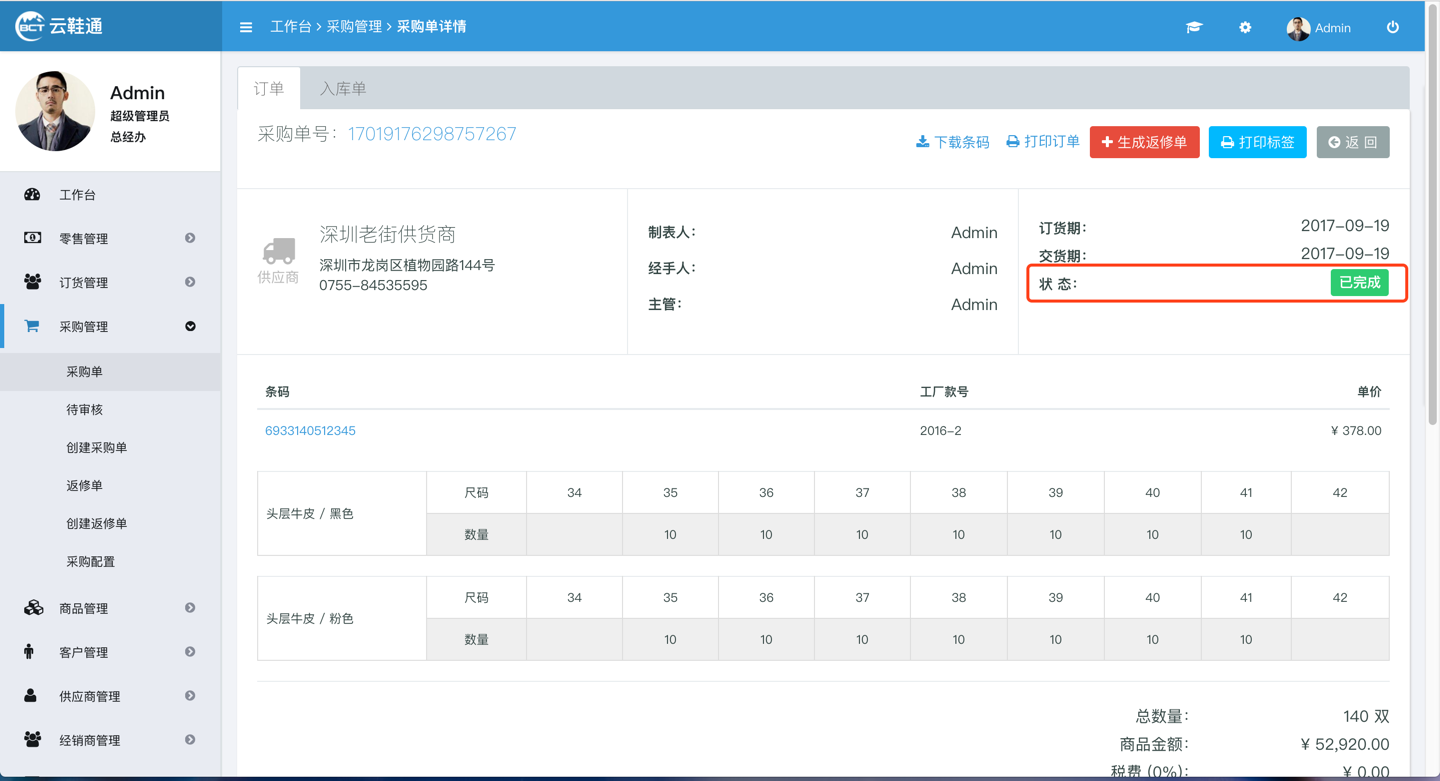 BCT 云鞋通
工作台 > 采购管理 > 采购单详情
Admin
Admin
超级管理员
总经办
工作台
零售管理
订货管理
采购管理
采购单
待审核
创建采购单
返修单
创建返修单
采购配置
商品管理
客户管理
供应商管理
经销商管理
订单 入库单
采购单号：17019176298757267
下载条码 打印订单 生成返修单 打印标签 返 回
供应商
深圳老街供货商
深圳市龙岗区植物园路144号
0755-84535595
制表人： Admin
经手人： Admin
主管： Admin
订货期： 2017-09-19
交货期： 2017-09-19
状 态： 已完成
条码 工厂款号 单价
6933140512345 2016-2 ¥ 378.00
头层牛皮 / 黑色
尺码 34 35 36 37 38 39 40 41 42
数量 10 10 10 10 10 10 10
头层牛皮 / 粉色
尺码 34 35 36 37 38 39 40 41 42
数量 10 10 10 10 10 10 10
总数量： 140 双
商品金额： ¥ 52,920.00
税费 (0%)： ¥ 0.00